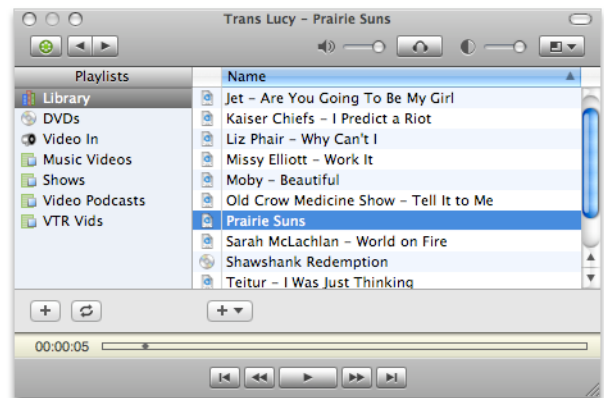 Trans Lucy – Prairie Suns
Playlists
Name
Library
DVDs
Video In
Music Videos
Shows
Video Podcasts
VTR Vids
Jet – Are You Going To Be My Girl
Kaiser Chiefs – I Predict a Riot
Liz Phair – Why Can't I
Missy Elliott – Work It
Moby – Beautiful
Old Crow Medicine Show – Tell It to Me
Prairie Suns
Sarah McLachlan – World on Fire
Shawshank Redemption
Teitur – I Was Just Thinking
00:00:05